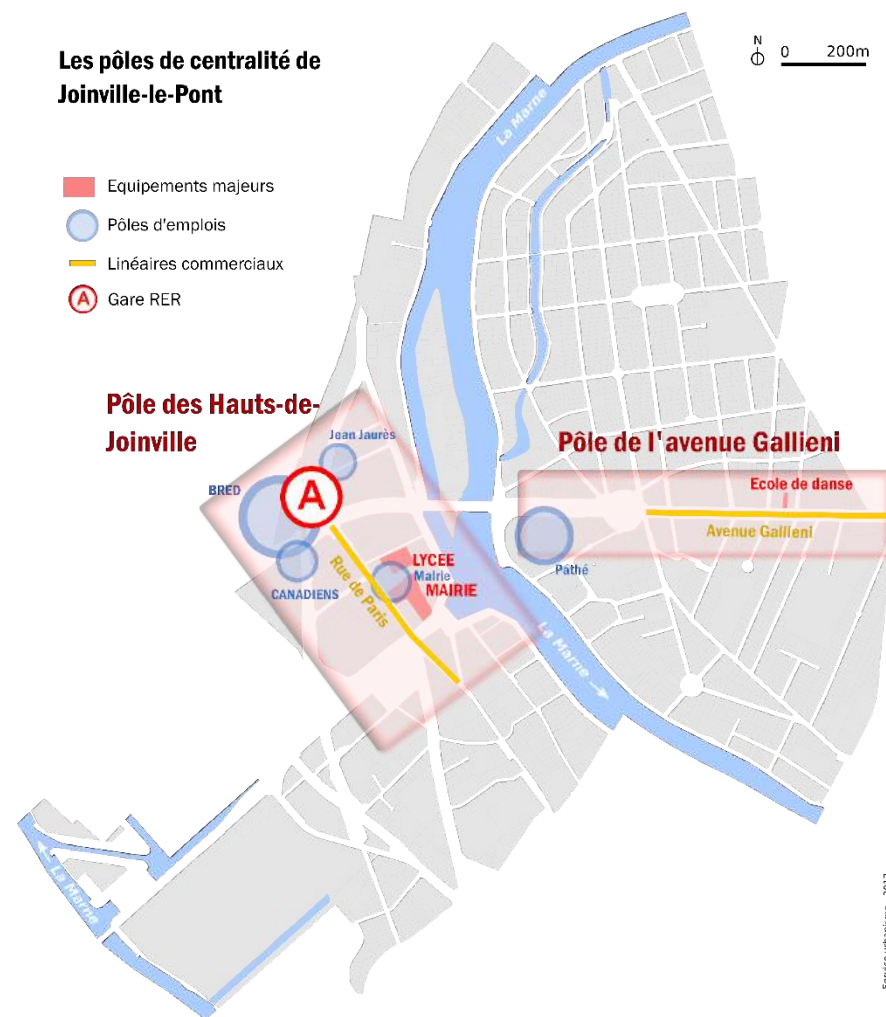 Les pôles de centralité de
Joinville-le-Pont
N
0 200m
Equipements majeurs
Pôles d'emplois
Linéaires commerciaux
A Gare RER
La Marne
Pôle des Hauts-de-
Joinville
Jean Jaurès
BRED
A
CANADIENS
Rue de Paris
LYCEE
Mairie
MAIRIE
Pôle de l'avenue Gallieni
Ecole de danse
Avenue Gallieni
Pathé
La Marne →
← La Marne